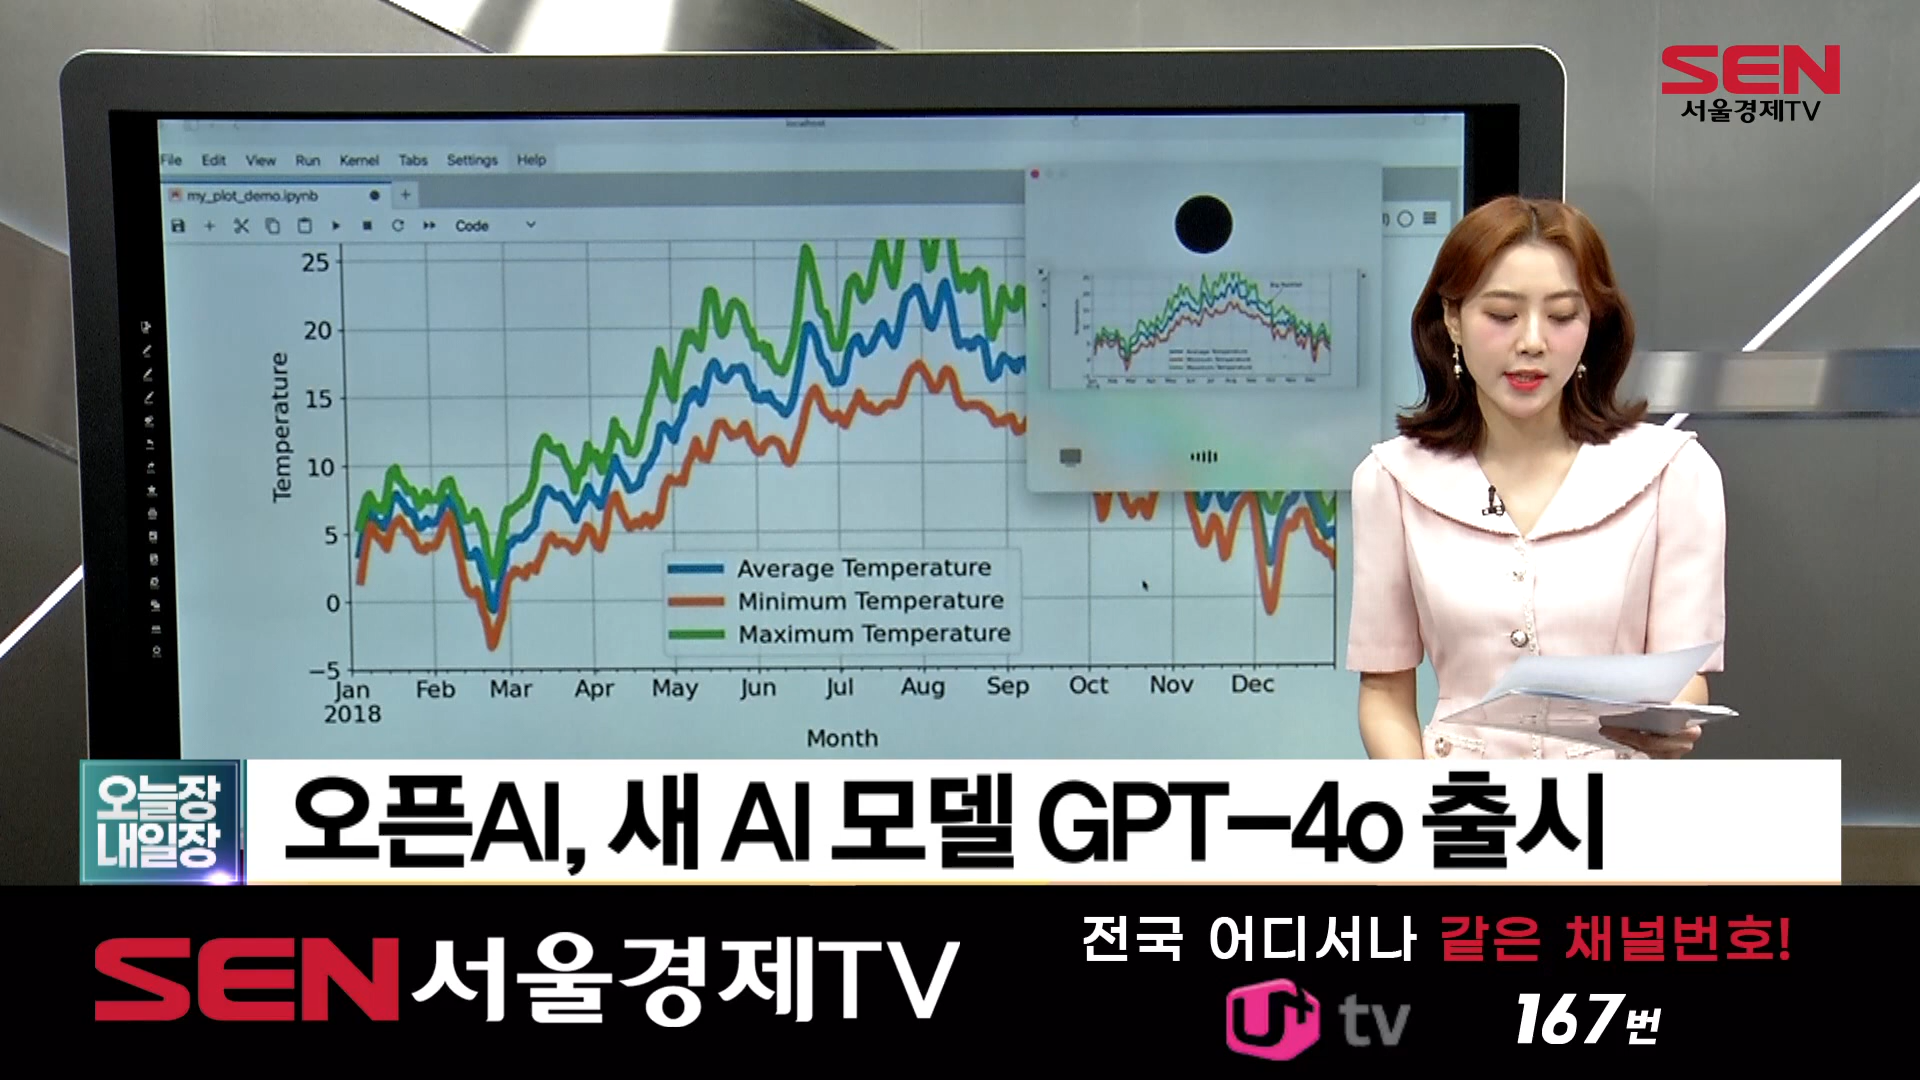 SEN
서울경제TV
localhost
File Edit View Run Kernel Tabs Settings Help
my_plot_demo.ipynb
Code
25
20
15
10
5
0
−5
Temperature
Average Temperature
Minimum Temperature
Maximum Temperature
Jan Feb Mar Apr May Jun Jul Aug Sep Oct Nov Dec
2018
Month
오늘장
내일장
오픈AI, 새 AI 모델 GPT-4o 출시
SEN서울경제TV
전국 어디서나 같은 채널번호!
U+ tv 167번